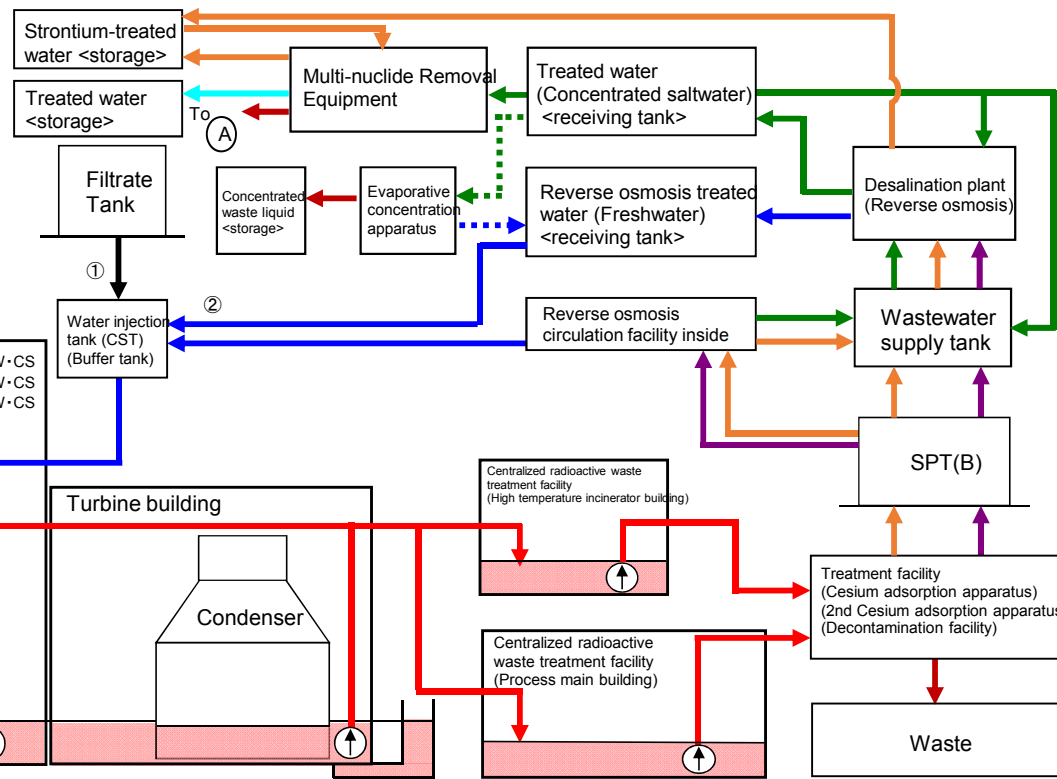 Strontium-treated
water <storage>
Multi-nuclide Removal
Equipment
Treated water
(Concentrated saltwater)
<receiving tank>
Treated water
<storage>
To
A
Filtrate
Tank
Concentrated
waste liquid
<storage>
Evaporative
concentration
apparatus
Reverse osmosis treated
water (Freshwater)
<receiving tank>
Desalination plant
(Reverse osmosis)
①
②
Water injection
tank (CST)
(Buffer tank)
Reverse osmosis
circulation facility inside
Wastewater
supply tank
W・CS
W・CS
W・CS
SPT(B)
Centralized radioactive waste
treatment facility
(High temperature incinerator building)
Turbine building
Condenser
Treatment facility
(Cesium adsorption apparatus)
(2nd Cesium adsorption apparatus
(Decontamination facility)
Centralized radioactive
waste treatment facility
(Process main building)
Waste